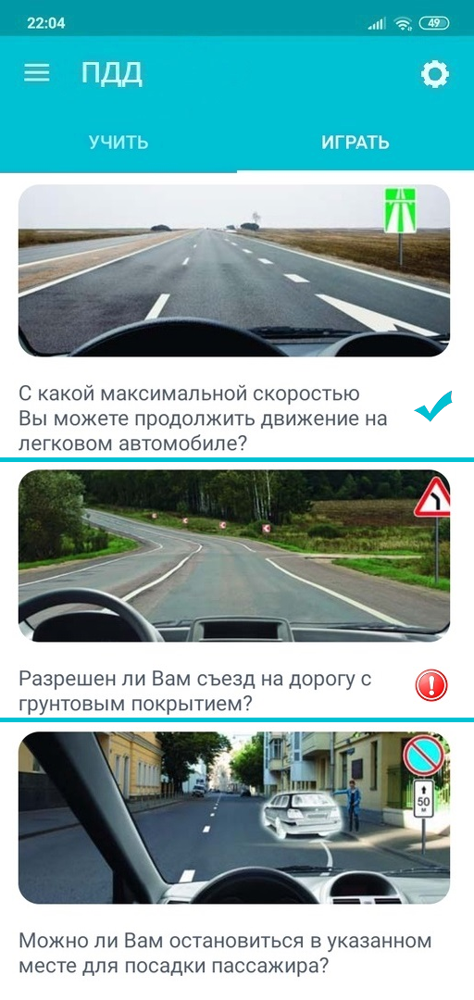 22:04
49
ПДД
УЧИТЬ
ИГРАТЬ
С какой максимальной скоростью
Вы можете продолжить движение на
легковом автомобиле?
Разрешен ли Вам съезд на дорогу с
грунтовым покрытием?
50
м
Можно ли Вам остановиться в указанном
месте для посадки пассажира?